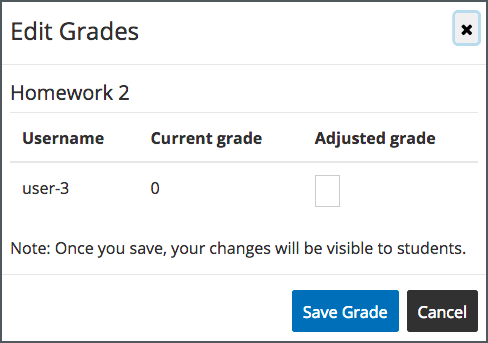 Edit Grades
Homework 2
Username Current grade Adjusted grade
user-3 0
Note: Once you save, your changes will be visible to students.
Save Grade Cancel